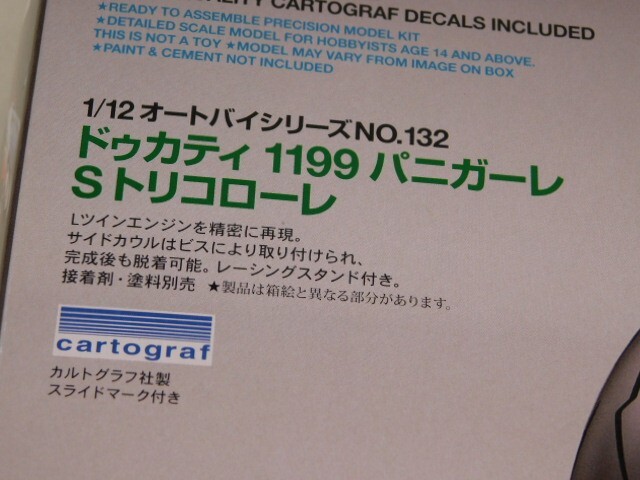 CARTOGRAF DECALS INCLUDED
★READY TO ASSEMBLE PRECISION MODEL KIT
★DETAILED SCALE MODEL FOR HOBBYISTS AGE 14 AND ABOVE.
THIS IS NOT A TOY ★MODEL MAY VARY FROM IMAGE ON BOX
★PAINT & CEMENT NOT INCLUDED
1/12 オートバイシリーズNO.132
ドゥカティ 1199 パニガーレ
S トリコローレ
Lツインエンジンを精密に再現。
サイドカウルはビスにより取り付けられ、
完成後も脱着可能。レーシングスタンド付き。
接着剤・塗料別売 ★製品は箱絵と異なる部分があります。
cartograf
カルトグラフ社製
スライドマーク付き